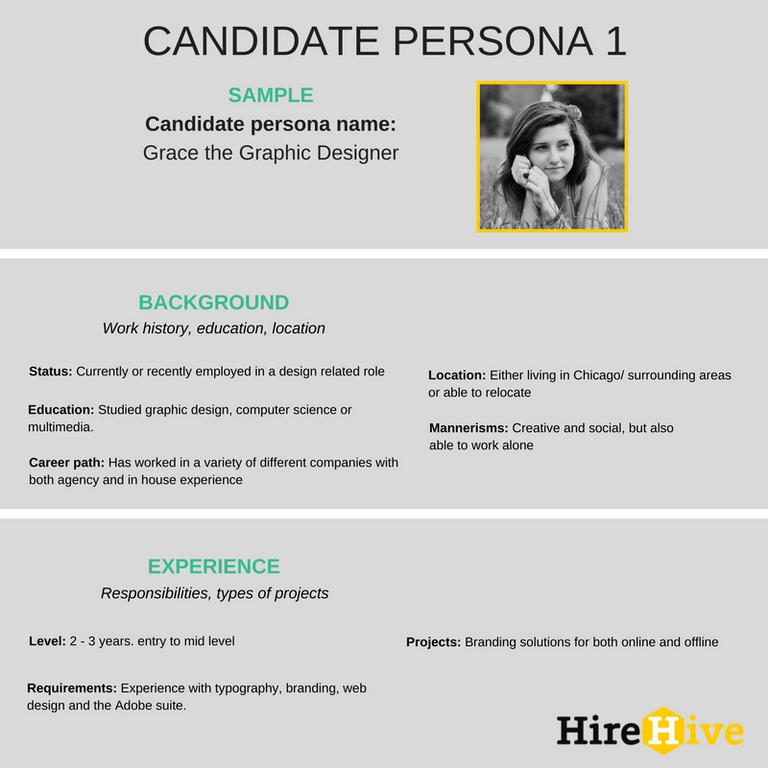 CANDIDATE PERSONA 1
SAMPLE
Candidate persona name:
Grace the Graphic Designer
BACKGROUND
Work history, education, location
Status: Currently or recently employed in a design related role
Education: Studied graphic design, computer science or
multimedia.
Career path: Has worked in a variety of different companies with
both agency and in house experience
Location: Either living in Chicago/ surrounding areas
or able to relocate
Mannerisms: Creative and social, but also
able to work alone
EXPERIENCE
Responsibilities, types of projects
Level: 2 - 3 years. entry to mid level
Requirements: Experience with typography, branding, web
design and the Adobe suite.
Projects: Branding solutions for both online and offline
HireHive